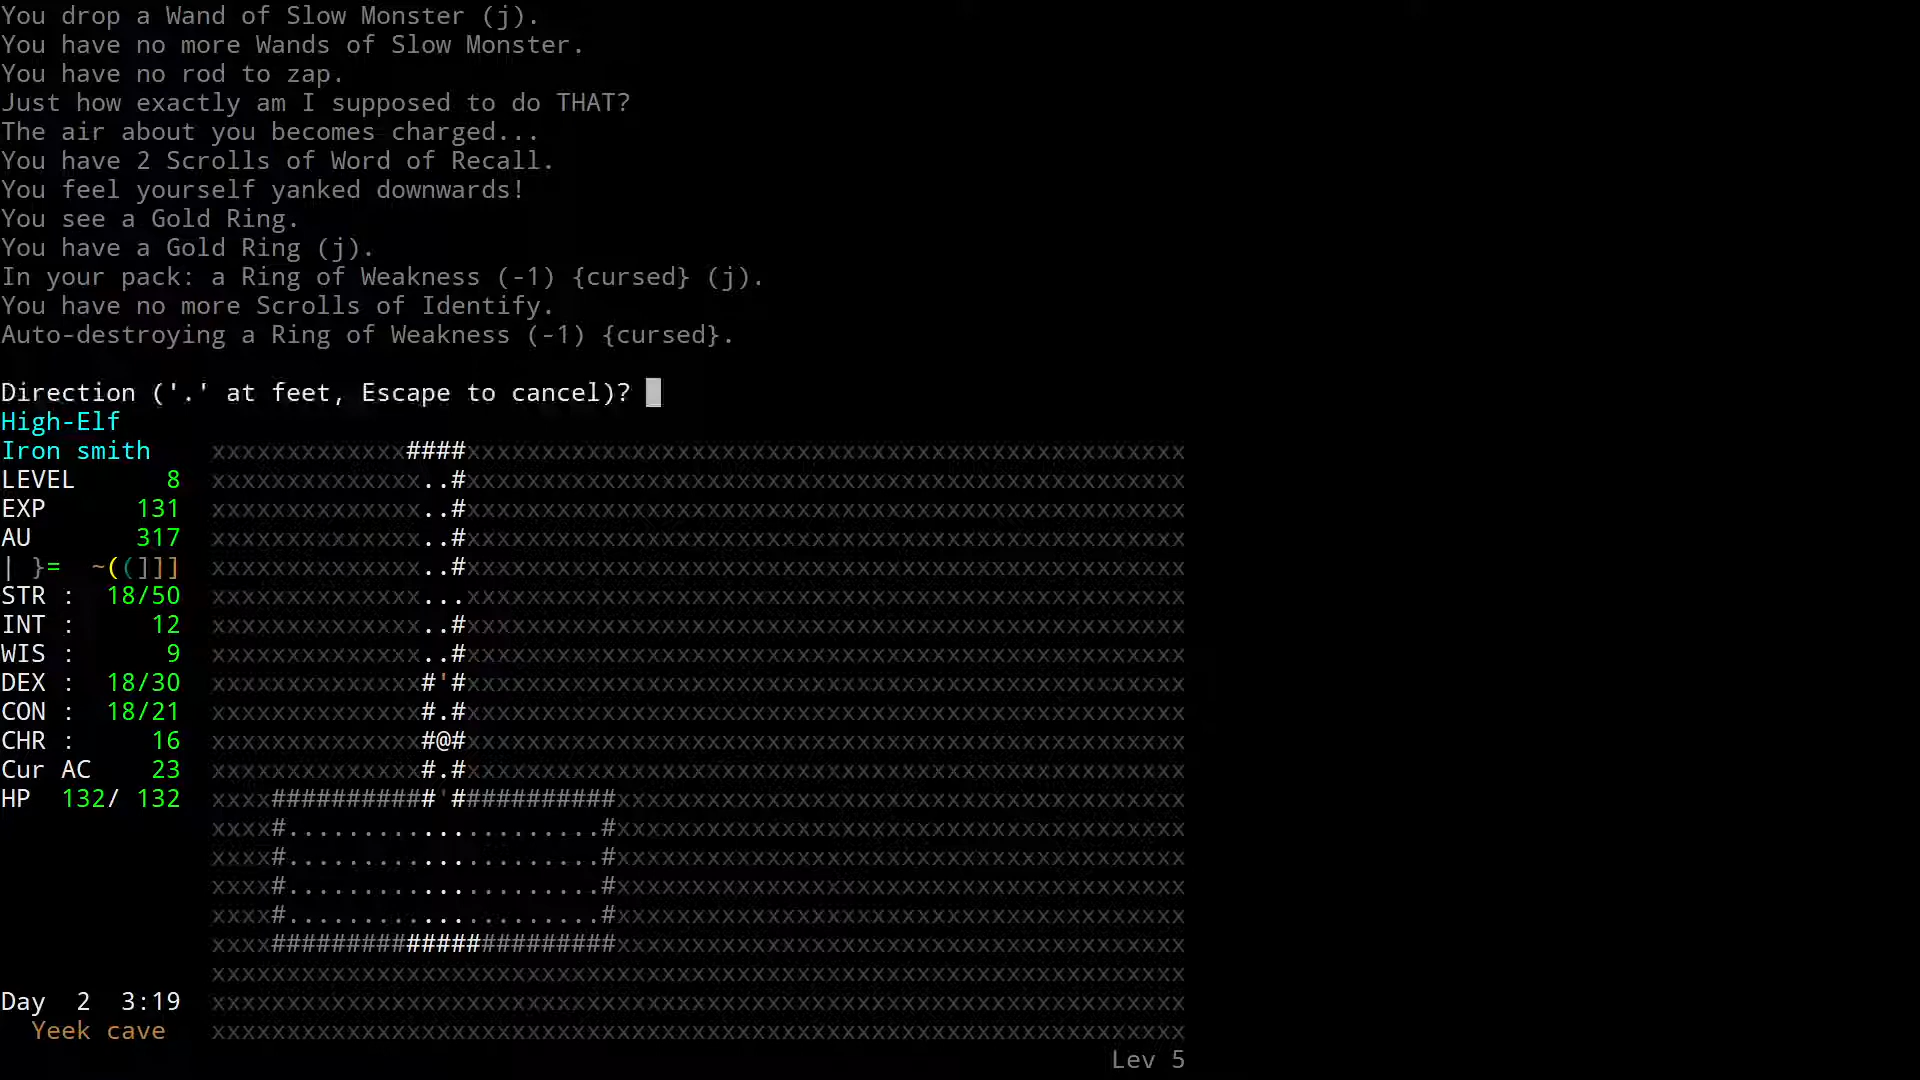 You drop a Wand of Slow Monster (j).
You have no more Wands of Slow Monster.
You have no rod to zap.
Just how exactly am I supposed to do THAT?
The air about you becomes charged...
You have 2 Scrolls of Word of Recall.
You feel yourself yanked downwards!
You see a Gold Ring.
You have a Gold Ring (j).
In your pack: a Ring of Weakness (-1) {cursed} (j).
You have no more Scrolls of Identify.
Auto-destroying a Ring of Weakness (-1) {cursed}.
Direction ('.' at feet, Escape to cancel)?
High-Elf
Iron smith
LEVEL 8
EXP 131
AU 317
| }= ~((]]]
STR : 18/50
INT : 12
WIS : 9
DEX : 18/30
CON : 18/21
CHR : 16
Cur AC 23
HP 132/ 132
Day 2 3:19
Yeek cave
Lev 5